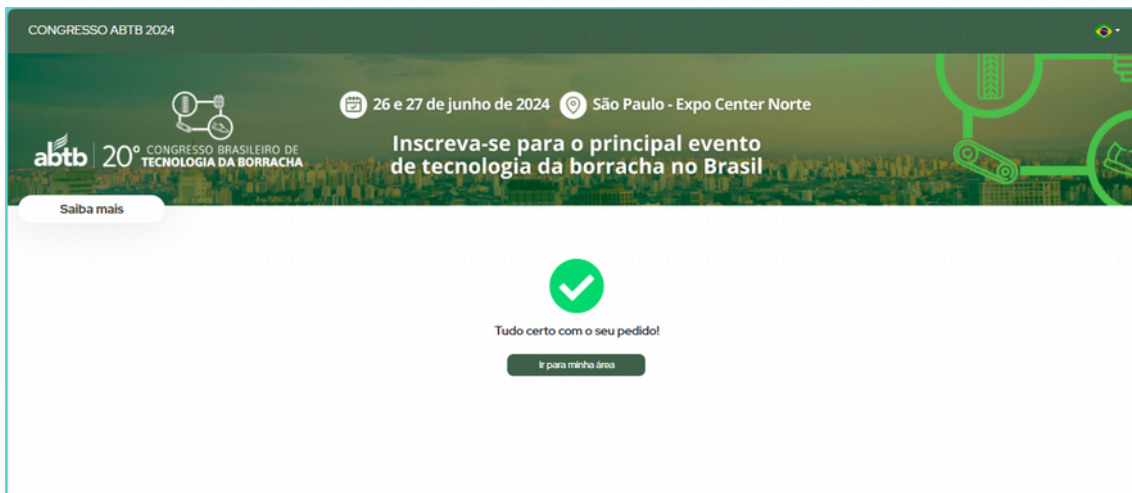 CONGRESSO ABTB 2024
26 e 27 de junho de 2024 São Paulo - Expo Center Norte
abtb 20º CONGRESSO BRASILEIRO DE
TECNOLOGIA DA BORRACHA
Inscreva-se para o principal evento
de tecnologia da borracha no Brasil
Saiba mais
Tudo certo com o seu pedido!
Ir para minha área